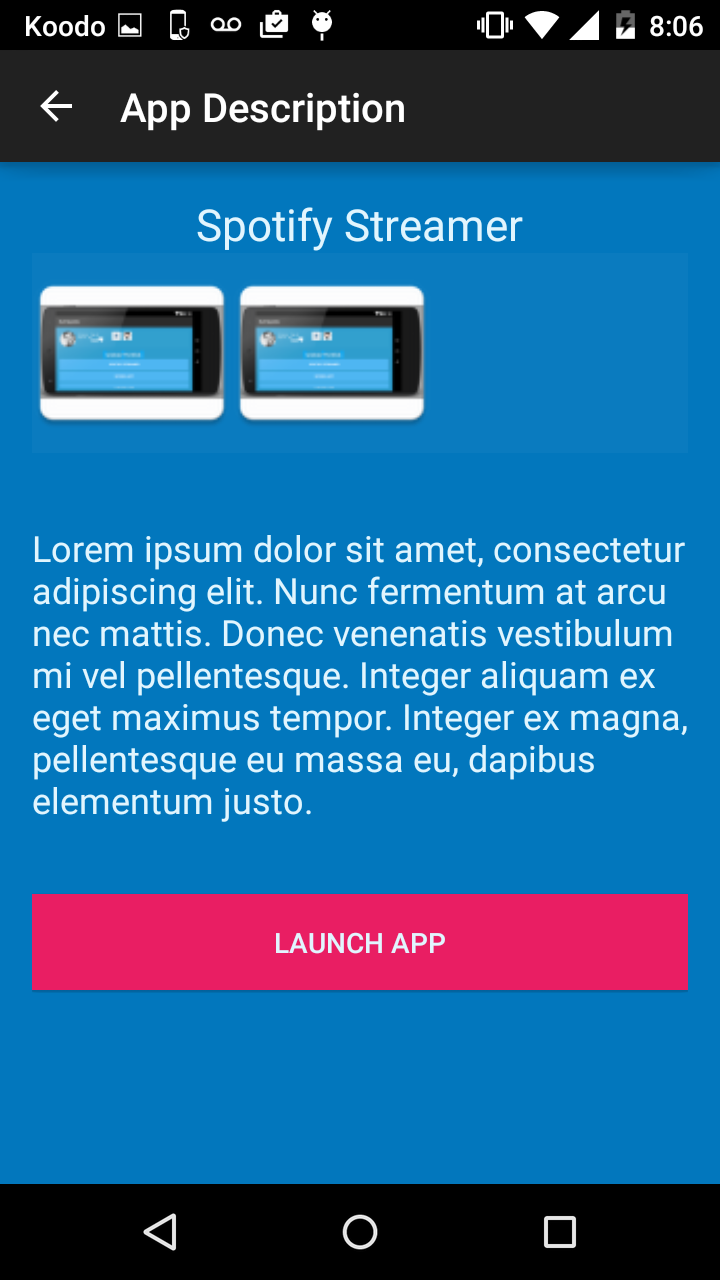 Koodo 8:06
App Description
Spotify Streamer
Lorem ipsum dolor sit amet, consectetur
adipiscing elit. Nunc fermentum at arcu
nec mattis. Donec venenatis vestibulum
mi vel pellentesque. Integer aliquam ex
eget maximus tempor. Integer ex magna,
pellentesque eu massa eu, dapibus
elementum justo.
LAUNCH APP